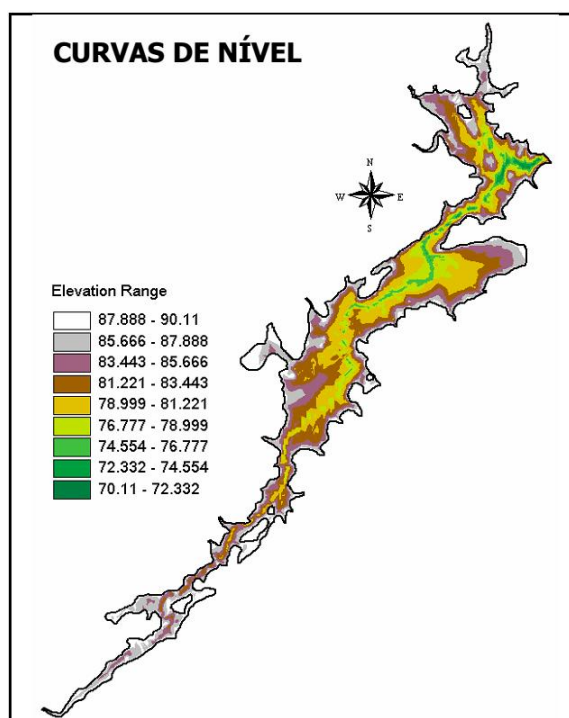 CURVAS DE NÍVEL
N
W E
S
Elevation Range
87.888 - 90.11
85.666 - 87.888
83.443 - 85.666
81.221 - 83.443
78.999 - 81.221
76.777 - 78.999
74.554 - 76.777
72.332 - 74.554
70.11 - 72.332